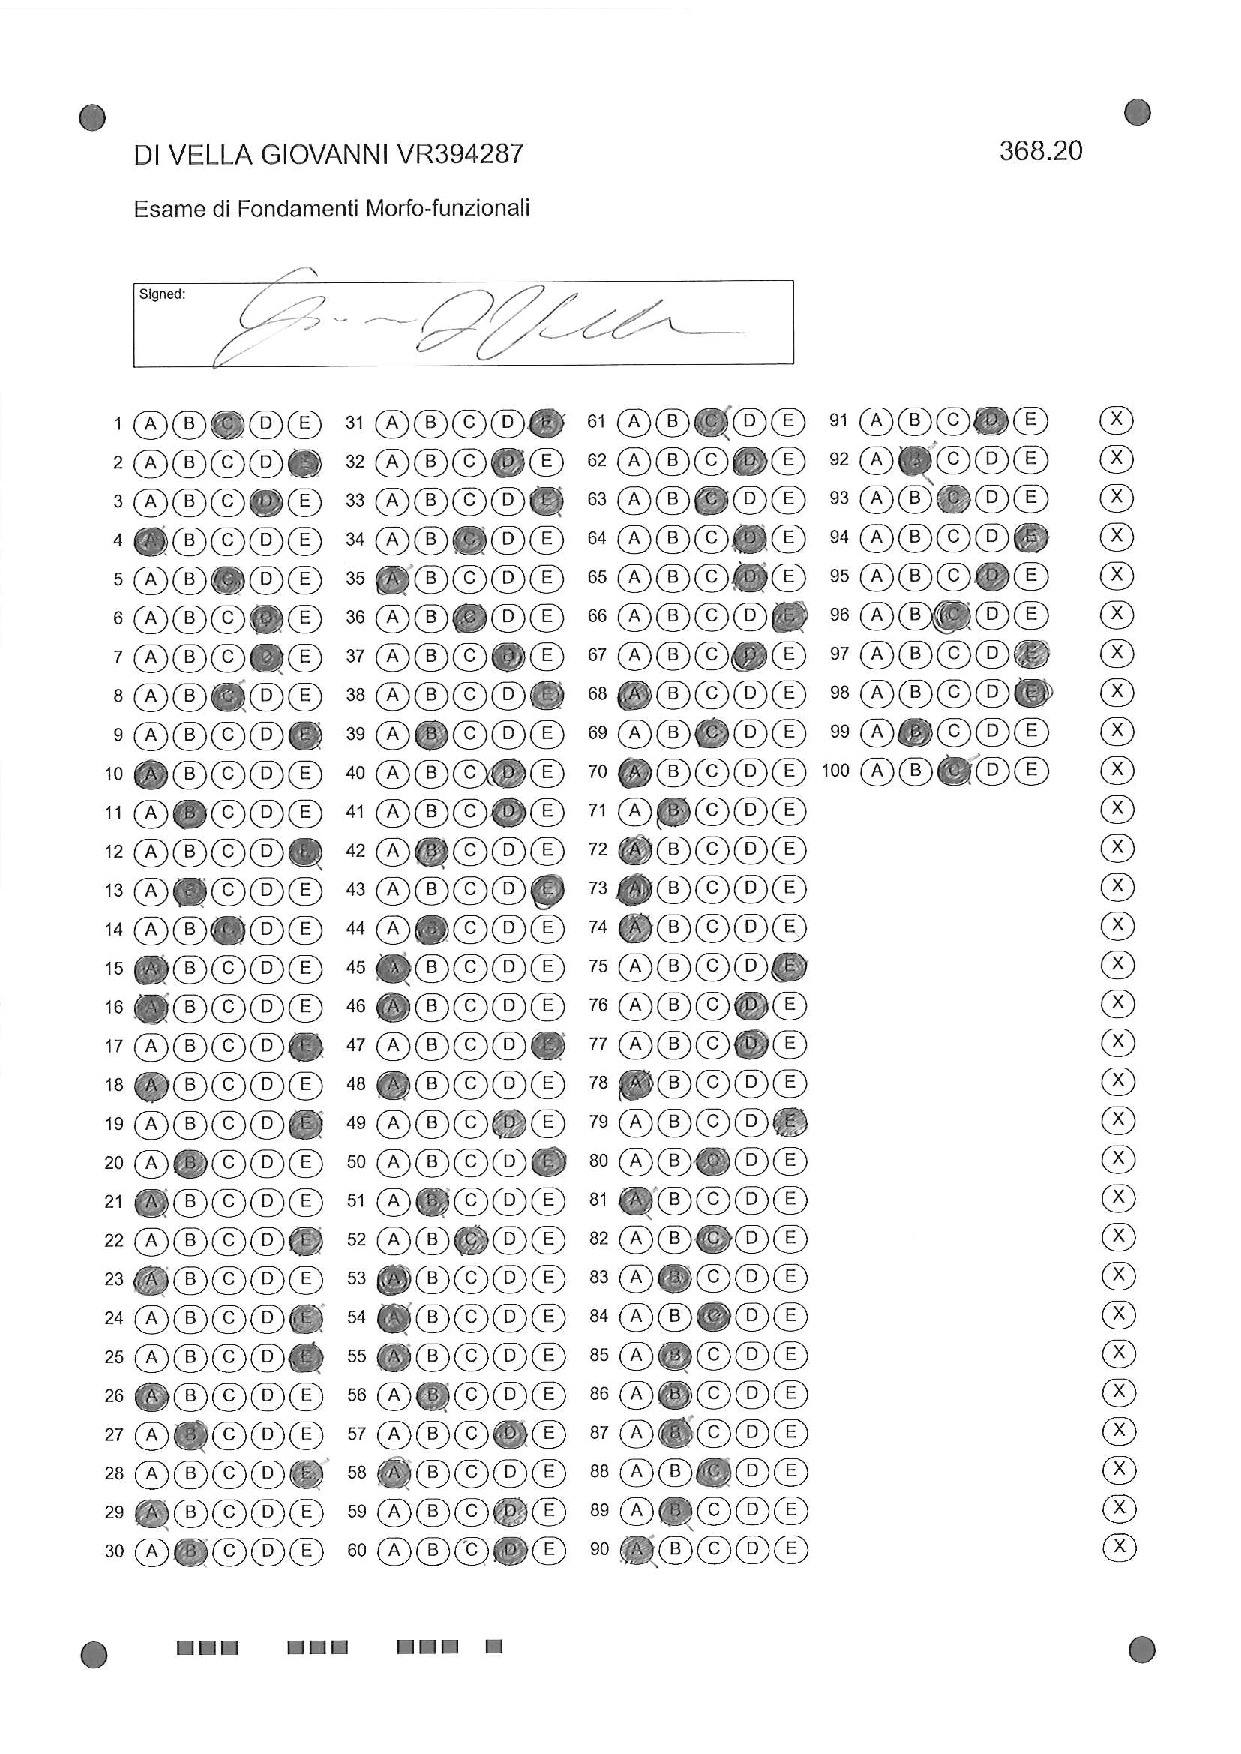 DI VELLA GIOVANNI VR394287 368.20
Esame di Fondamenti Morfo-funzionali
Signed:
1 A B C D E 31 A B C D E 61 A B C D E 91 A B C D E X
2 A B C D E 32 A B C D E 62 A B C D E 92 A B C D E X
3 A B C D E 33 A B C D E 63 A B C D E 93 A B C D E X
4 A B C D E 34 A B C D E 64 A B C D E 94 A B C D E X
5 A B C D E 35 A B C D E 65 A B C D E 95 A B C D E X
6 A B C D E 36 A B C D E 66 A B C D E 96 A B C D E X
7 A B C D E 37 A B C D E 67 A B C D E 97 A B C D E X
8 A B C D E 38 A B C D E 68 A B C D E 98 A B C D E X
9 A B C D E 39 A B C D E 69 A B C D E 99 A B C D E X
10 A B C D E 40 A B C D E 70 A B C D E 100 A B C D E X
11 A B C D E 41 A B C D E 71 A B C D E X
12 A B C D E 42 A B C D E 72 A B C D E X
13 A B C D E 43 A B C D E 73 A B C D E X
14 A B C D E 44 A B C D E 74 A B C D E X
15 A B C D E 45 A B C D E 75 A B C D E X
16 A B C D E 46 A B C D E 76 A B C D E X
17 A B C D E 47 A B C D E 77 A B C D E X
18 A B C D E 48 A B C D E 78 A B C D E X
19 A B C D E 49 A B C D E 79 A B C D E X
20 A B C D E 50 A B C D E 80 A B C D E X
21 A B C D E 51 A B C D E 81 A B C D E X
22 A B C D E 52 A B C D E 82 A B C D E X
23 A B C D E 53 A B C D E 83 A B C D E X
24 A B C D E 54 A B C D E 84 A B C D E X
25 A B C D E 55 A B C D E 85 A B C D E X
26 A B C D E 56 A B C D E 86 A B C D E X
27 A B C D E 57 A B C D E 87 A B C D E X
28 A B C D E 58 A B C D E 88 A B C D E X
29 A B C D E 59 A B C D E 89 A B C D E X
30 A B C D E 60 A B C D E 90 A B C D E X